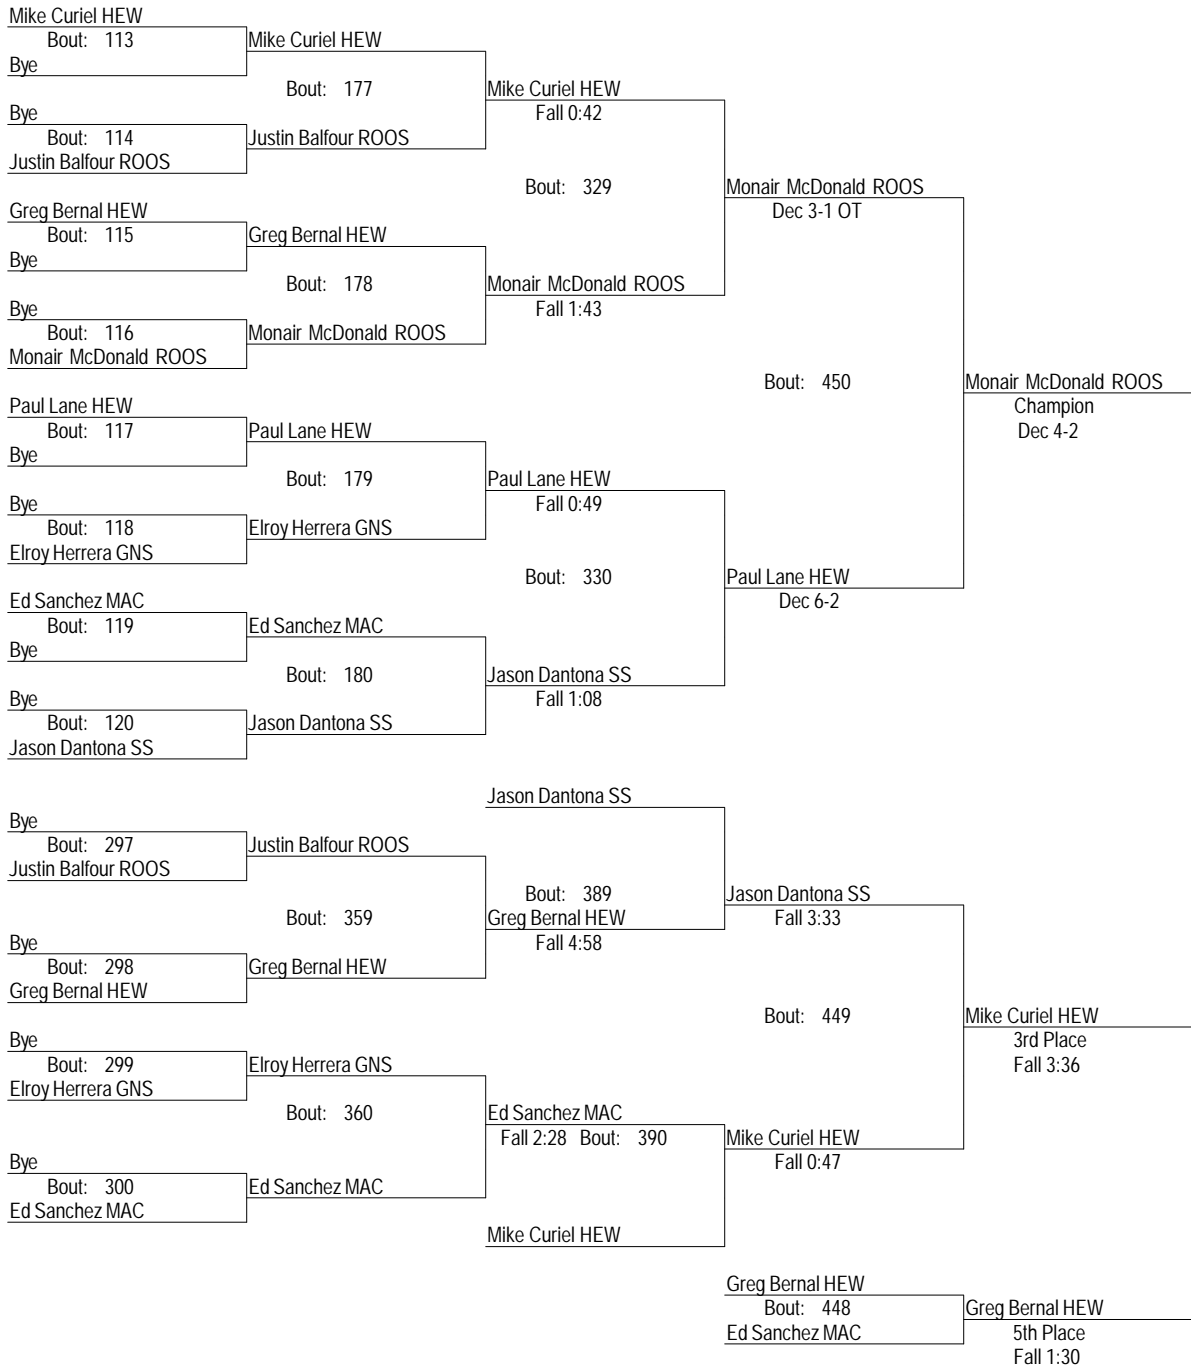 Mike Curiel HEW
Bout: 113
Mike Curiel HEW
Bye
Bout: 177
Mike Curiel HEW
Fall 0:42
Bye
Bout: 114
Justin Balfour ROOS
Justin Balfour ROOS
Bout: 329
Monair McDonald ROOS
Dec 3-1 OT
Greg Bernal HEW
Bout: 115
Greg Bernal HEW
Bye
Bout: 178
Monair McDonald ROOS
Fall 1:43
Bye
Bout: 116
Monair McDonald ROOS
Monair McDonald ROOS
Bout: 450
Monair McDonald ROOS
Champion
Dec 4-2
Paul Lane HEW
Bout: 117
Paul Lane HEW
Bye
Bout: 179
Paul Lane HEW
Fall 0:49
Bye
Bout: 118
Elroy Herrera GNS
Elroy Herrera GNS
Bout: 330
Paul Lane HEW
Dec 6-2
Ed Sanchez MAC
Bout: 119
Ed Sanchez MAC
Bye
Bout: 180
Jason Dantona SS
Fall 1:08
Bye
Bout: 120
Jason Dantona SS
Jason Dantona SS
Jason Dantona SS
Bye
Bout: 297
Justin Balfour ROOS
Justin Balfour ROOS
Bout: 389
Jason Dantona SS
Fall 3:33
Bout: 359
Greg Bernal HEW
Fall 4:58
Bye
Bout: 298
Greg Bernal HEW
Greg Bernal HEW
Bout: 449
Mike Curiel HEW
3rd Place
Fall 3:36
Bye
Bout: 299
Elroy Herrera GNS
Elroy Herrera GNS
Bout: 360
Ed Sanchez MAC
Fall 2:28 Bout: 390
Mike Curiel HEW
Fall 0:47
Bye
Bout: 300
Ed Sanchez MAC
Ed Sanchez MAC
Mike Curiel HEW
Greg Bernal HEW
Bout: 448
Greg Bernal HEW
Ed Sanchez MAC
5th Place
Fall 1:30